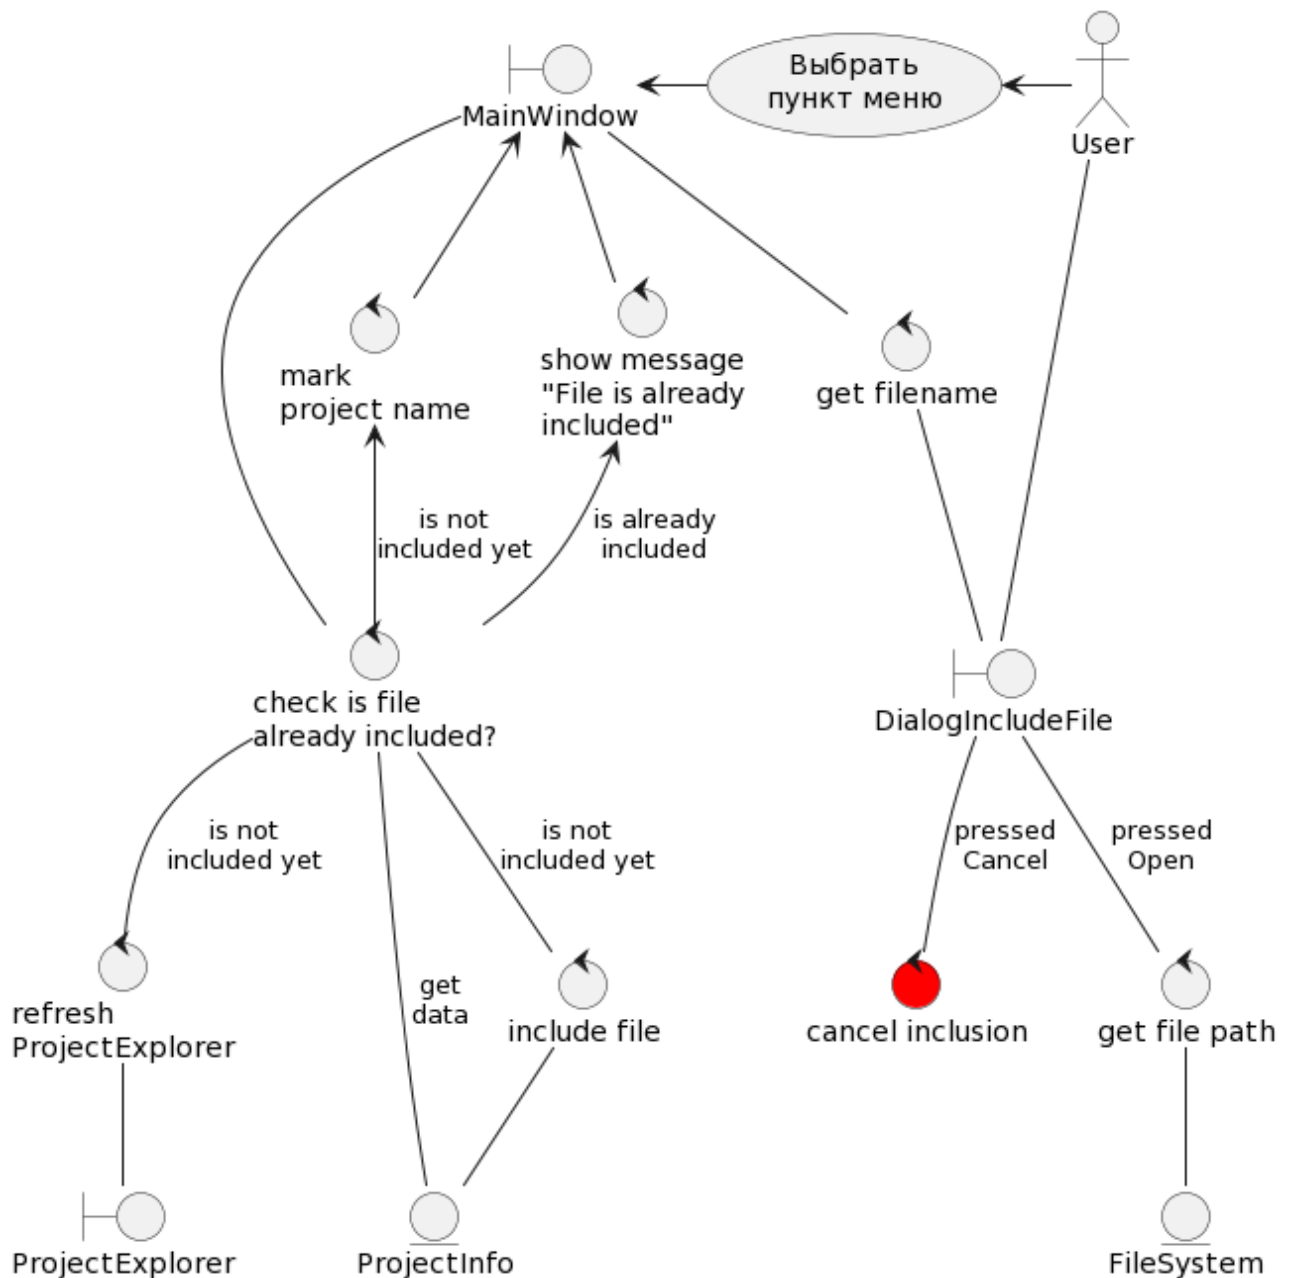 Выбрать
пункт меню
MainWindow
User
mark
project name
show message
"File is already
included"
get filename
is not
included yet
is already
included
check is file
already included?
DialogIncludeFile
is not
included yet
is not
included yet
pressed
Cancel
pressed
Open
get
data
refresh
ProjectExplorer
include file
cancel inclusion
get file path
ProjectExplorer
ProjectInfo
FileSystem